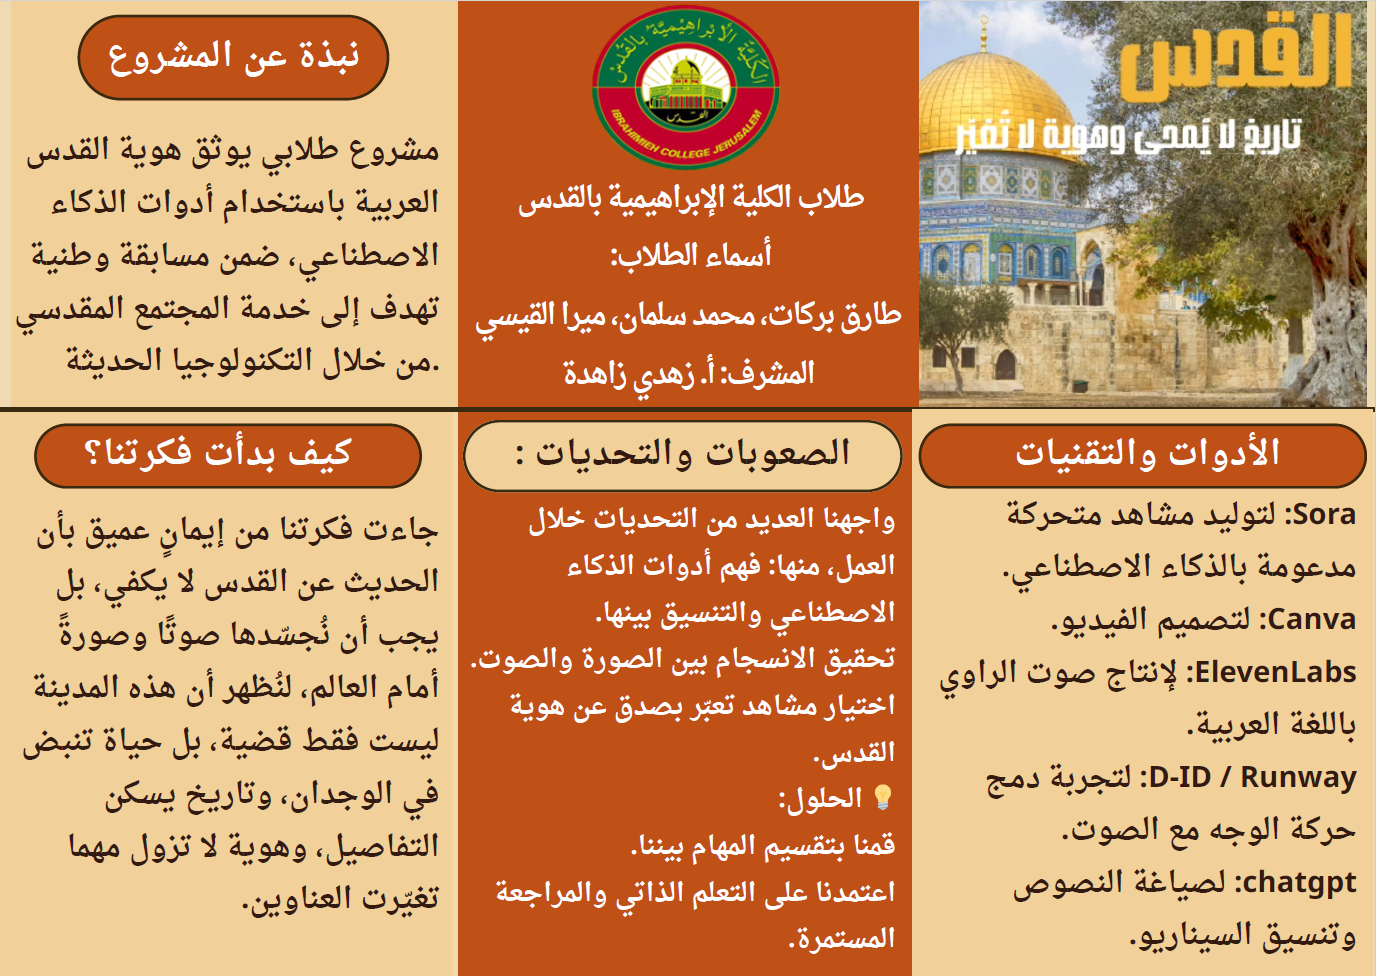 القدس
تاريخ لا يُمحى وهوية لا تُغيّر
الكلية الإبراهيمية بالقدس
القدس
IBRAHIMIEH COLLEGE JERUSALEM
طلاب الكلية الإبراهيمية بالقدس
أسماء الطلاب:
طارق بركات، محمد سلمان، ميرا القيسي
المشرف: أ. زهدي زاهدة
نبذة عن المشروع
مشروع طلابي يوثق هوية القدس
العربية باستخدام أدوات الذكاء
الاصطناعي، ضمن مسابقة وطنية
تهدف إلى خدمة المجتمع المقدسي
.من خلال التكنولوجيا الحديثة
الأدوات والتقنيات
Sora: لتوليد مشاهد متحركة
مدعومة بالذكاء الاصطناعي.
Canva: لتصميم الفيديو.
ElevenLabs: لإنتاج صوت الراوي
باللغة العربية.
D-ID / Runway: لتجربة دمج
حركة الوجه مع الصوت.
chatgpt: لصياغة النصوص
وتنسيق السيناريو.
الصعوبات والتحديات :
واجهنا العديد من التحديات خلال
العمل، منها: فهم أدوات الذكاء
الاصطناعي والتنسيق بينها.
تحقيق الانسجام بين الصورة والصوت.
اختيار مشاهد تعبّر بصدق عن هوية
القدس.
💡 الحلول:
قمنا بتقسيم المهام بيننا.
اعتمدنا على التعلم الذاتي والمراجعة
المستمرة.
كيف بدأت فكرتنا؟
جاءت فكرتنا من إيمانٍ عميق بأن
الحديث عن القدس لا يكفي، بل
يجب أن نُجسّدها صوتًا وصورةً
أمام العالم، لنُظهر أن هذه المدينة
ليست فقط قضية، بل حياة تنبض
في الوجدان، وتاريخ يسكن
التفاصيل، وهوية لا تزول مهما
تغيّرت العناوين.